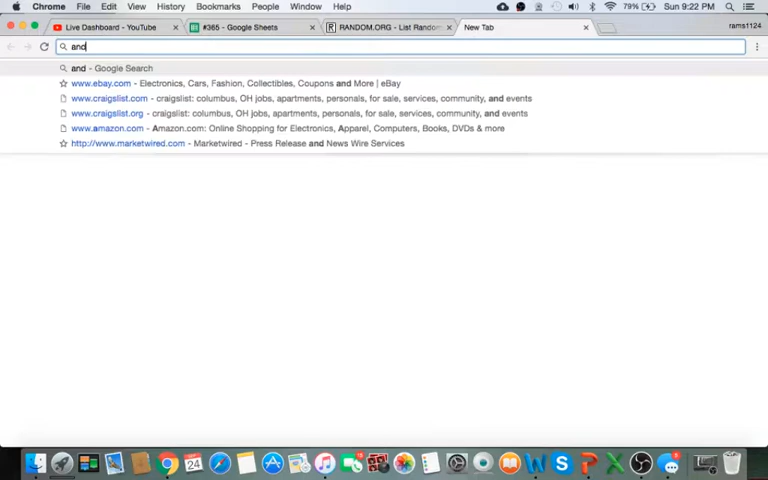 Chrome File Edit View History Bookmarks People Window Help 79% Sun 9:22 PM
Live Dashboard - YouTube #365 - Google Sheets RANDOM.ORG - List Random New Tab rams1124
and
and - Google Search
www.ebay.com - Electronics, Cars, Fashion, Collectibles, Coupons and More | eBay
www.craigslist.com - craigslist: columbus, OH jobs, apartments, personals, for sale, services, community, and events
www.craigslist.org - craigslist: columbus, OH jobs, apartments, personals, for sale, services, community, and events
www.amazon.com - Amazon.com: Online Shopping for Electronics, Apparel, Computers, Books, DVDs & more
http://www.marketwired.com - Marketwired - Press Release and News Wire Services
24